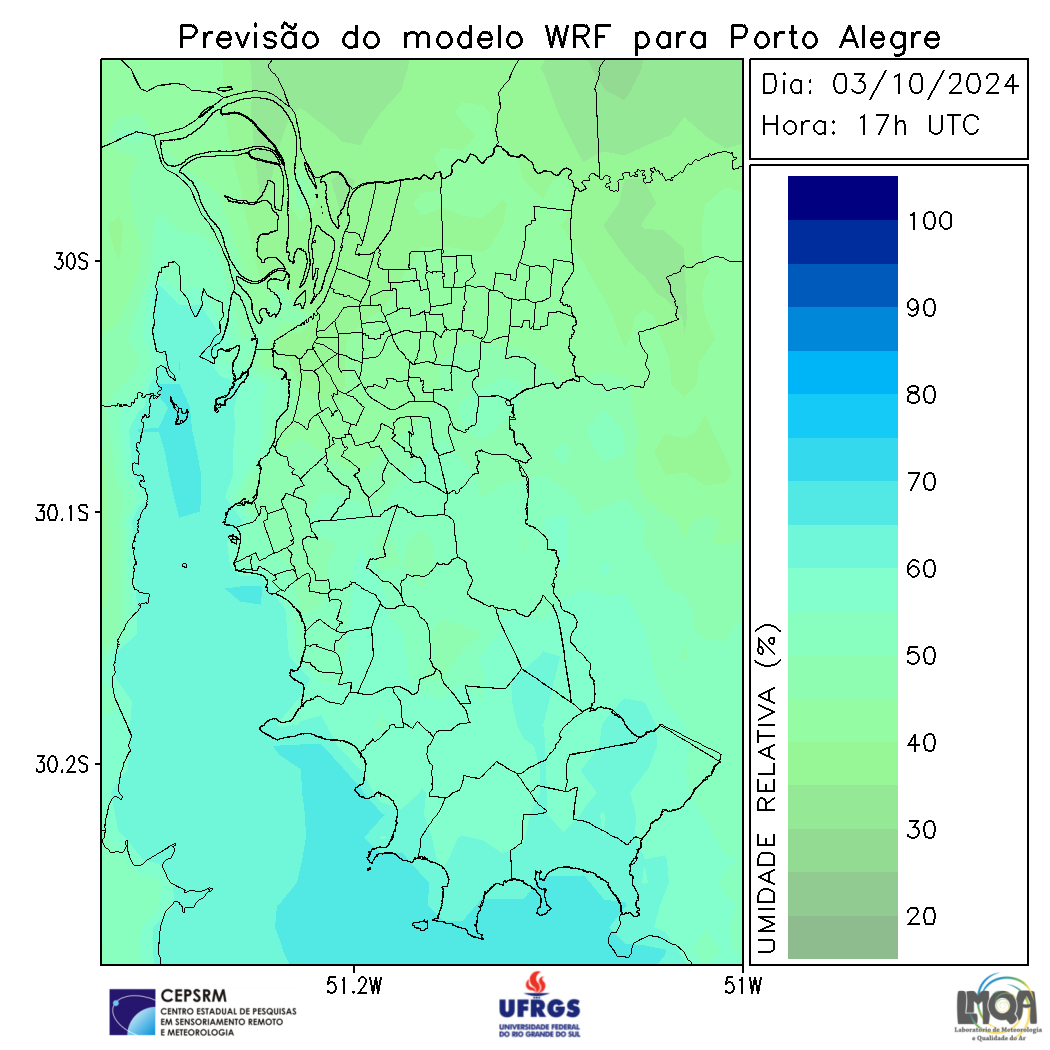 Previsão do modelo WRF para Porto Alegre
Dia: 03/10/2024
Hora: 17h UTC
30S
30.1S
30.2S
51.2W
51W
UMIDADE RELATIVA (%)
100
90
80
70
60
50
40
30
20
CEPSRM
CENTRO ESTADUAL DE PESQUISAS
EM SENSORIAMENTO REMOTO
E METEOROLOGIA
UFRGS
UNIVERSIDADE FEDERAL
DO RIO GRANDE DO SUL
LMQA
Laboratório de Meteorologia
e Qualidade do Ar